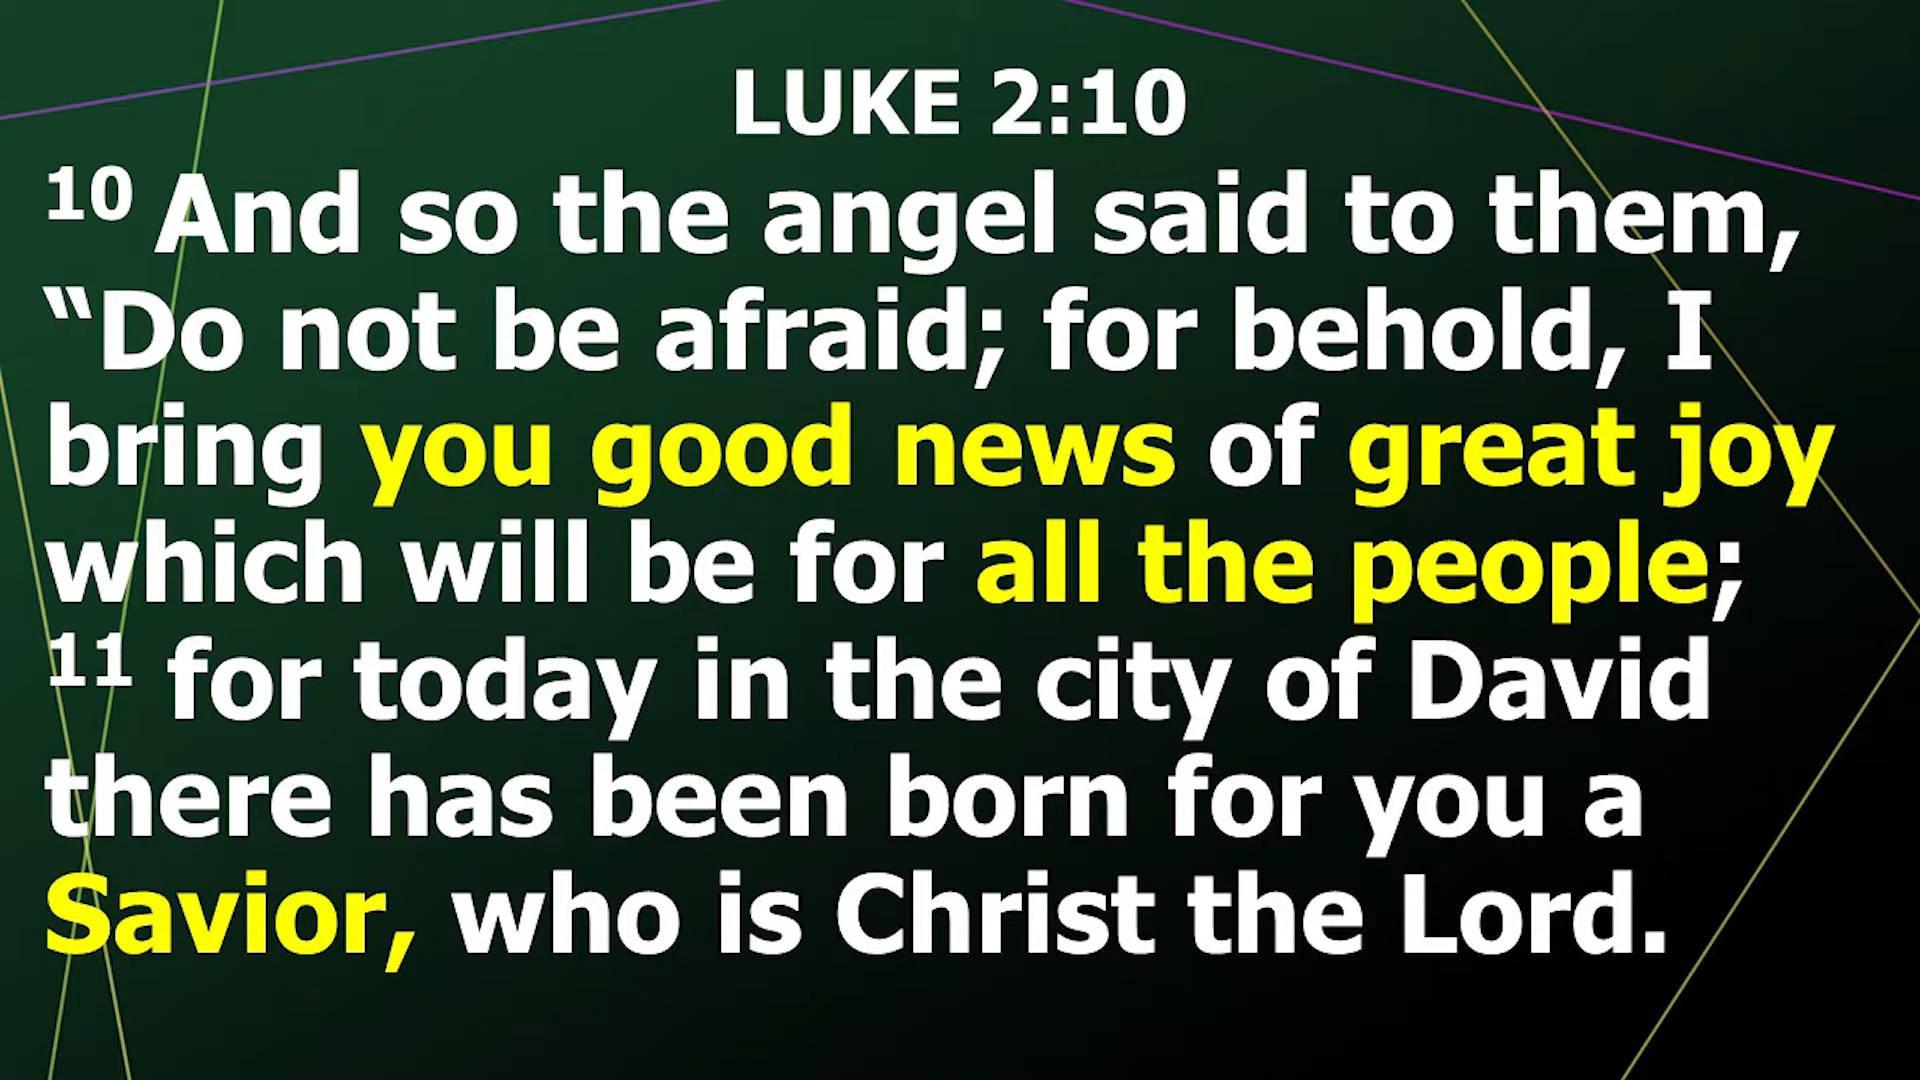 LUKE 2:10
10 And so the angel said to them,
“Do not be afraid; for behold, I
bring you good news of great joy
which will be for all the people;
11 for today in the city of David
there has been born for you a
Savior, who is Christ the Lord.